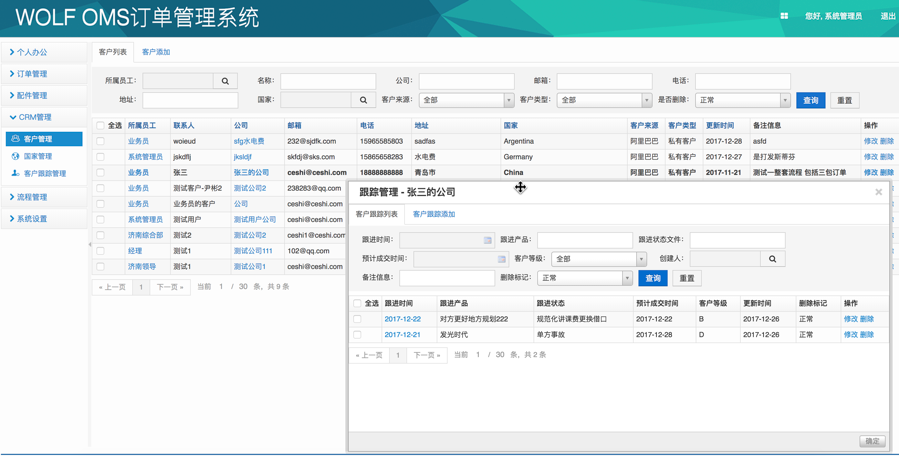 WOLF OMS订单管理系统 您好, 系统管理员 退出
个人办公
订单管理
配件管理
CRM管理
客户管理
国家管理
客户跟踪管理
流程管理
系统设置
客户列表 客户添加
所属员工： 名称： 公司： 邮箱： 电话：
地址： 国家： 客户来源： 全部 客户类型： 全部 是否删除： 正常 查询 重置
全选 所属员工 联系人 公司 邮箱 电话 地址 国家 客户来源 客户类型 更新时间 备注信息 操作
业务员 woieud sfg水电费 232@sjdfk.com 15965585803 sadfas Argentina 阿里巴巴 私有客户 2017-12-28 asfd 修改 删除
系统管理员 jskdflj jksldjf skfdj@sks.com 15865658283 水电费 Germany 阿里巴巴 私有客户 2017-12-27 是打发斯蒂芬 修改 删除
业务员 张三 张三的公司 ceshi@ceshi.com 18888888888 青岛市 China 阿里巴巴 私有客户 2017-11-21 测试一整套流程 包括三包订单 修改 删除
业务员 测试客户-尹彬2 测试公司2 238283@qq.com
业务员 业务员的客户 公司 ceshi@ceshi.com
系统管理员 测试用户 测试用户公司 ceshi@ceshi.com
济南综合部 测试2 测试公司2 ceshi1@ceshi.com
经理 测试1 测试公司111 102@qq.com
济南领导 测试1 测试公司1 ceshi@ceshi.com
« 上一页 1 下一页 » 当前 1 / 30 条，共 9 条
跟踪管理 - 张三的公司
客户跟踪列表 客户跟踪添加
跟进时间： 跟进产品： 跟进状态文件：
预计成交时间： 客户等级： 全部 创建人：
备注信息： 删除标记： 正常 查询 重置
全选 跟进时间 跟进产品 跟进状态 预计成交时间 客户等级 更新时间 删除标记 操作
2017-12-22 对方更好地方规划222 规范化讲课费更换借口 2017-12-22 B 2017-12-26 正常 修改 删除
2017-12-21 发光时代 单方事故 2017-12-28 D 2017-12-26 正常 修改 删除
« 上一页 1 下一页 » 当前 1 / 30 条，共 2 条
确定